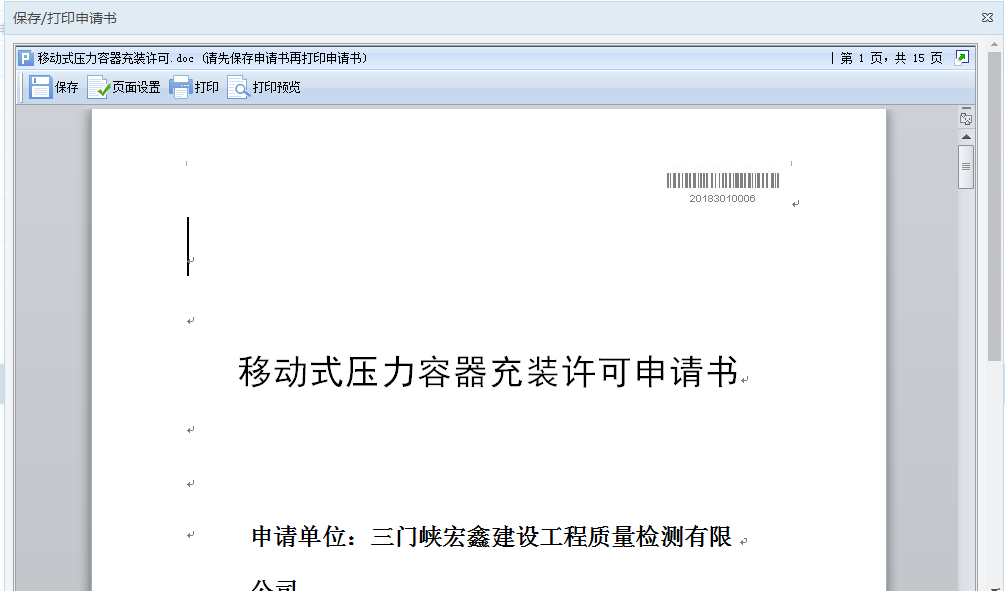 保存/打印申请书
移动式压力容器充装许可.doc (请先保存申请书再打印申请书)
第 1 页，共 15 页
保存 页面设置 打印 打印预览
20183010006
移动式压力容器充装许可申请书
申请单位：三门峡宏鑫建设工程质量检测有限
公司